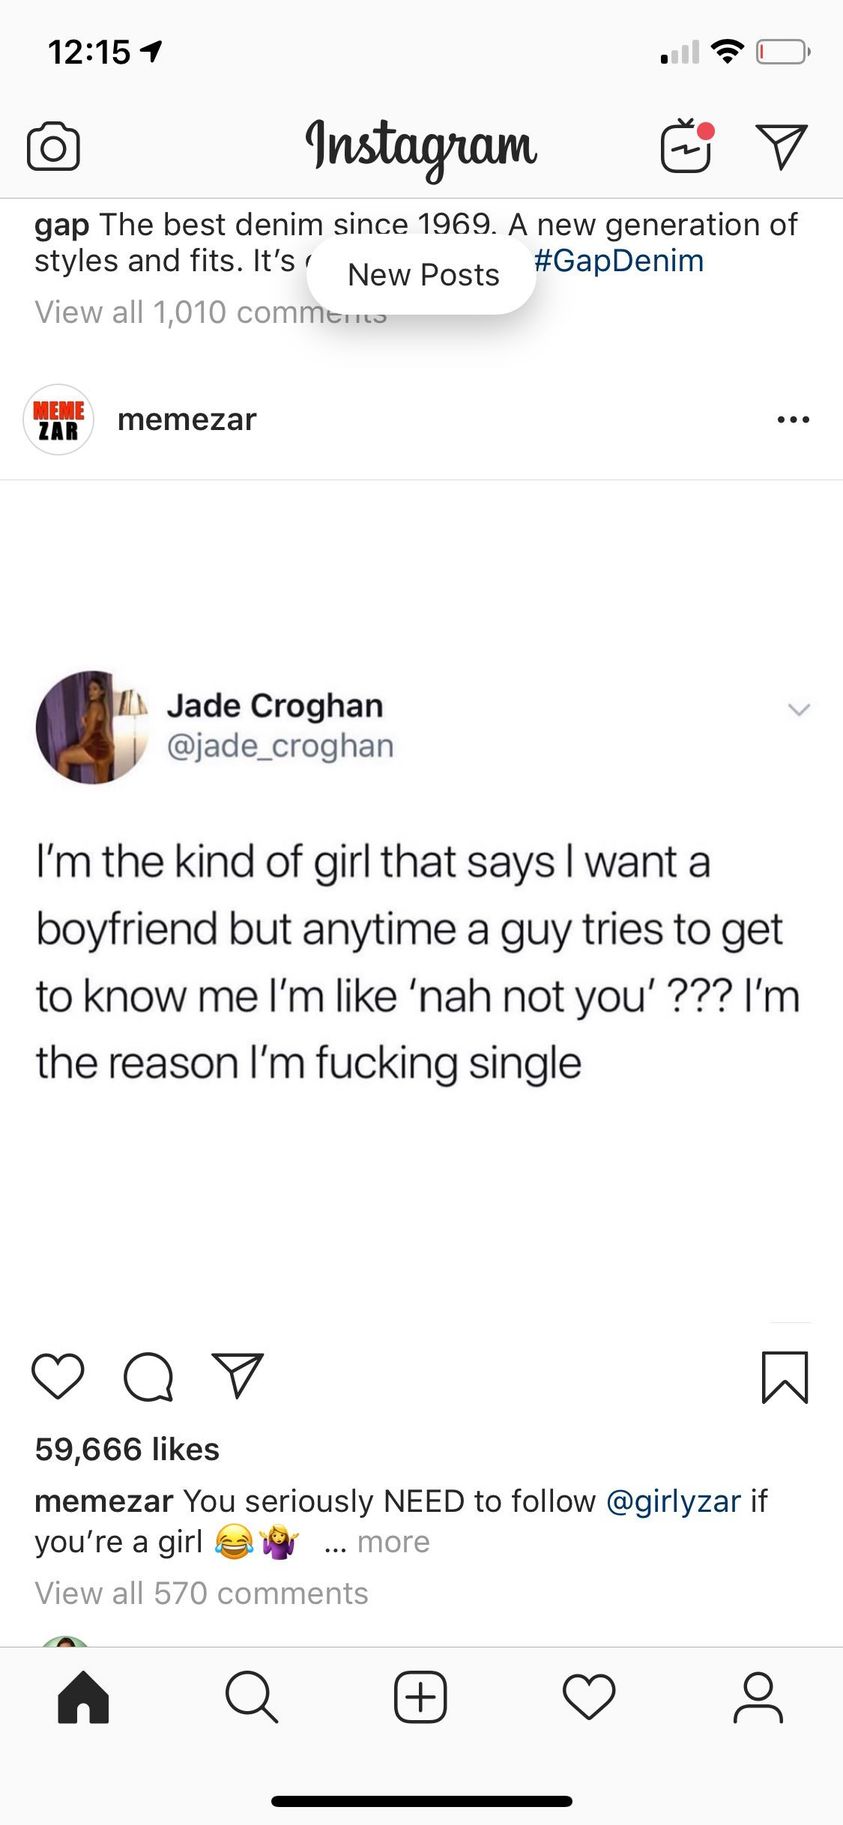 12:15
Instagram
gap The best denim since 1969. A new generation of
styles and fits. It’s #GapDenim
New Posts
View all 1,010 comments
MEME
ZAR
memezar
Jade Croghan
@jade_croghan
I’m the kind of girl that says I want a
boyfriend but anytime a guy tries to get
to know me I’m like ‘nah not you’ ??? I’m
the reason I’m fucking single
59,666 likes
memezar You seriously NEED to follow @girlyzar if
you’re a girl 😂🤷‍♀️ ... more
View all 570 comments